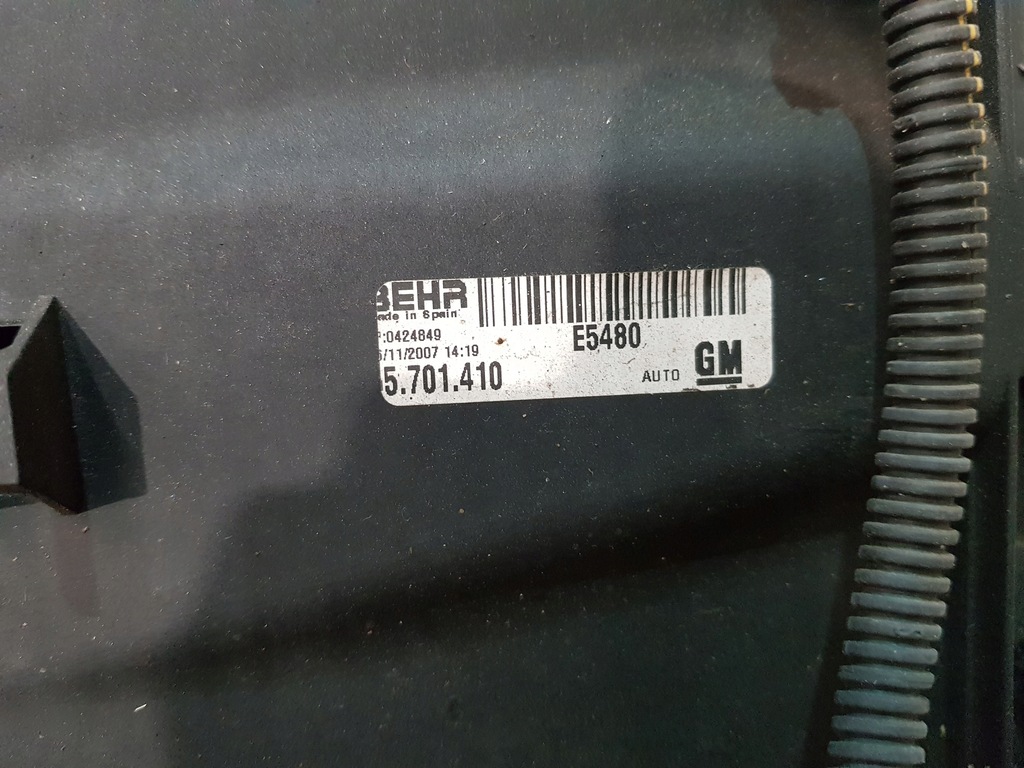 BEHR
ade in Spain
:0424849
E5480
/11/2007 14:19
5.701.410
AUTO
GM